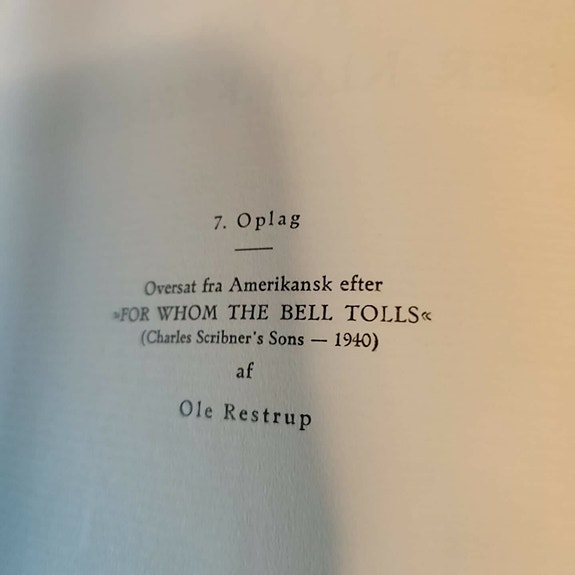 7. Oplag
Oversat fra Amerikansk efter
»FOR WHOM THE BELL TOLLS«
(Charles Scribner's Sons — 1940)
af
Ole Restrup